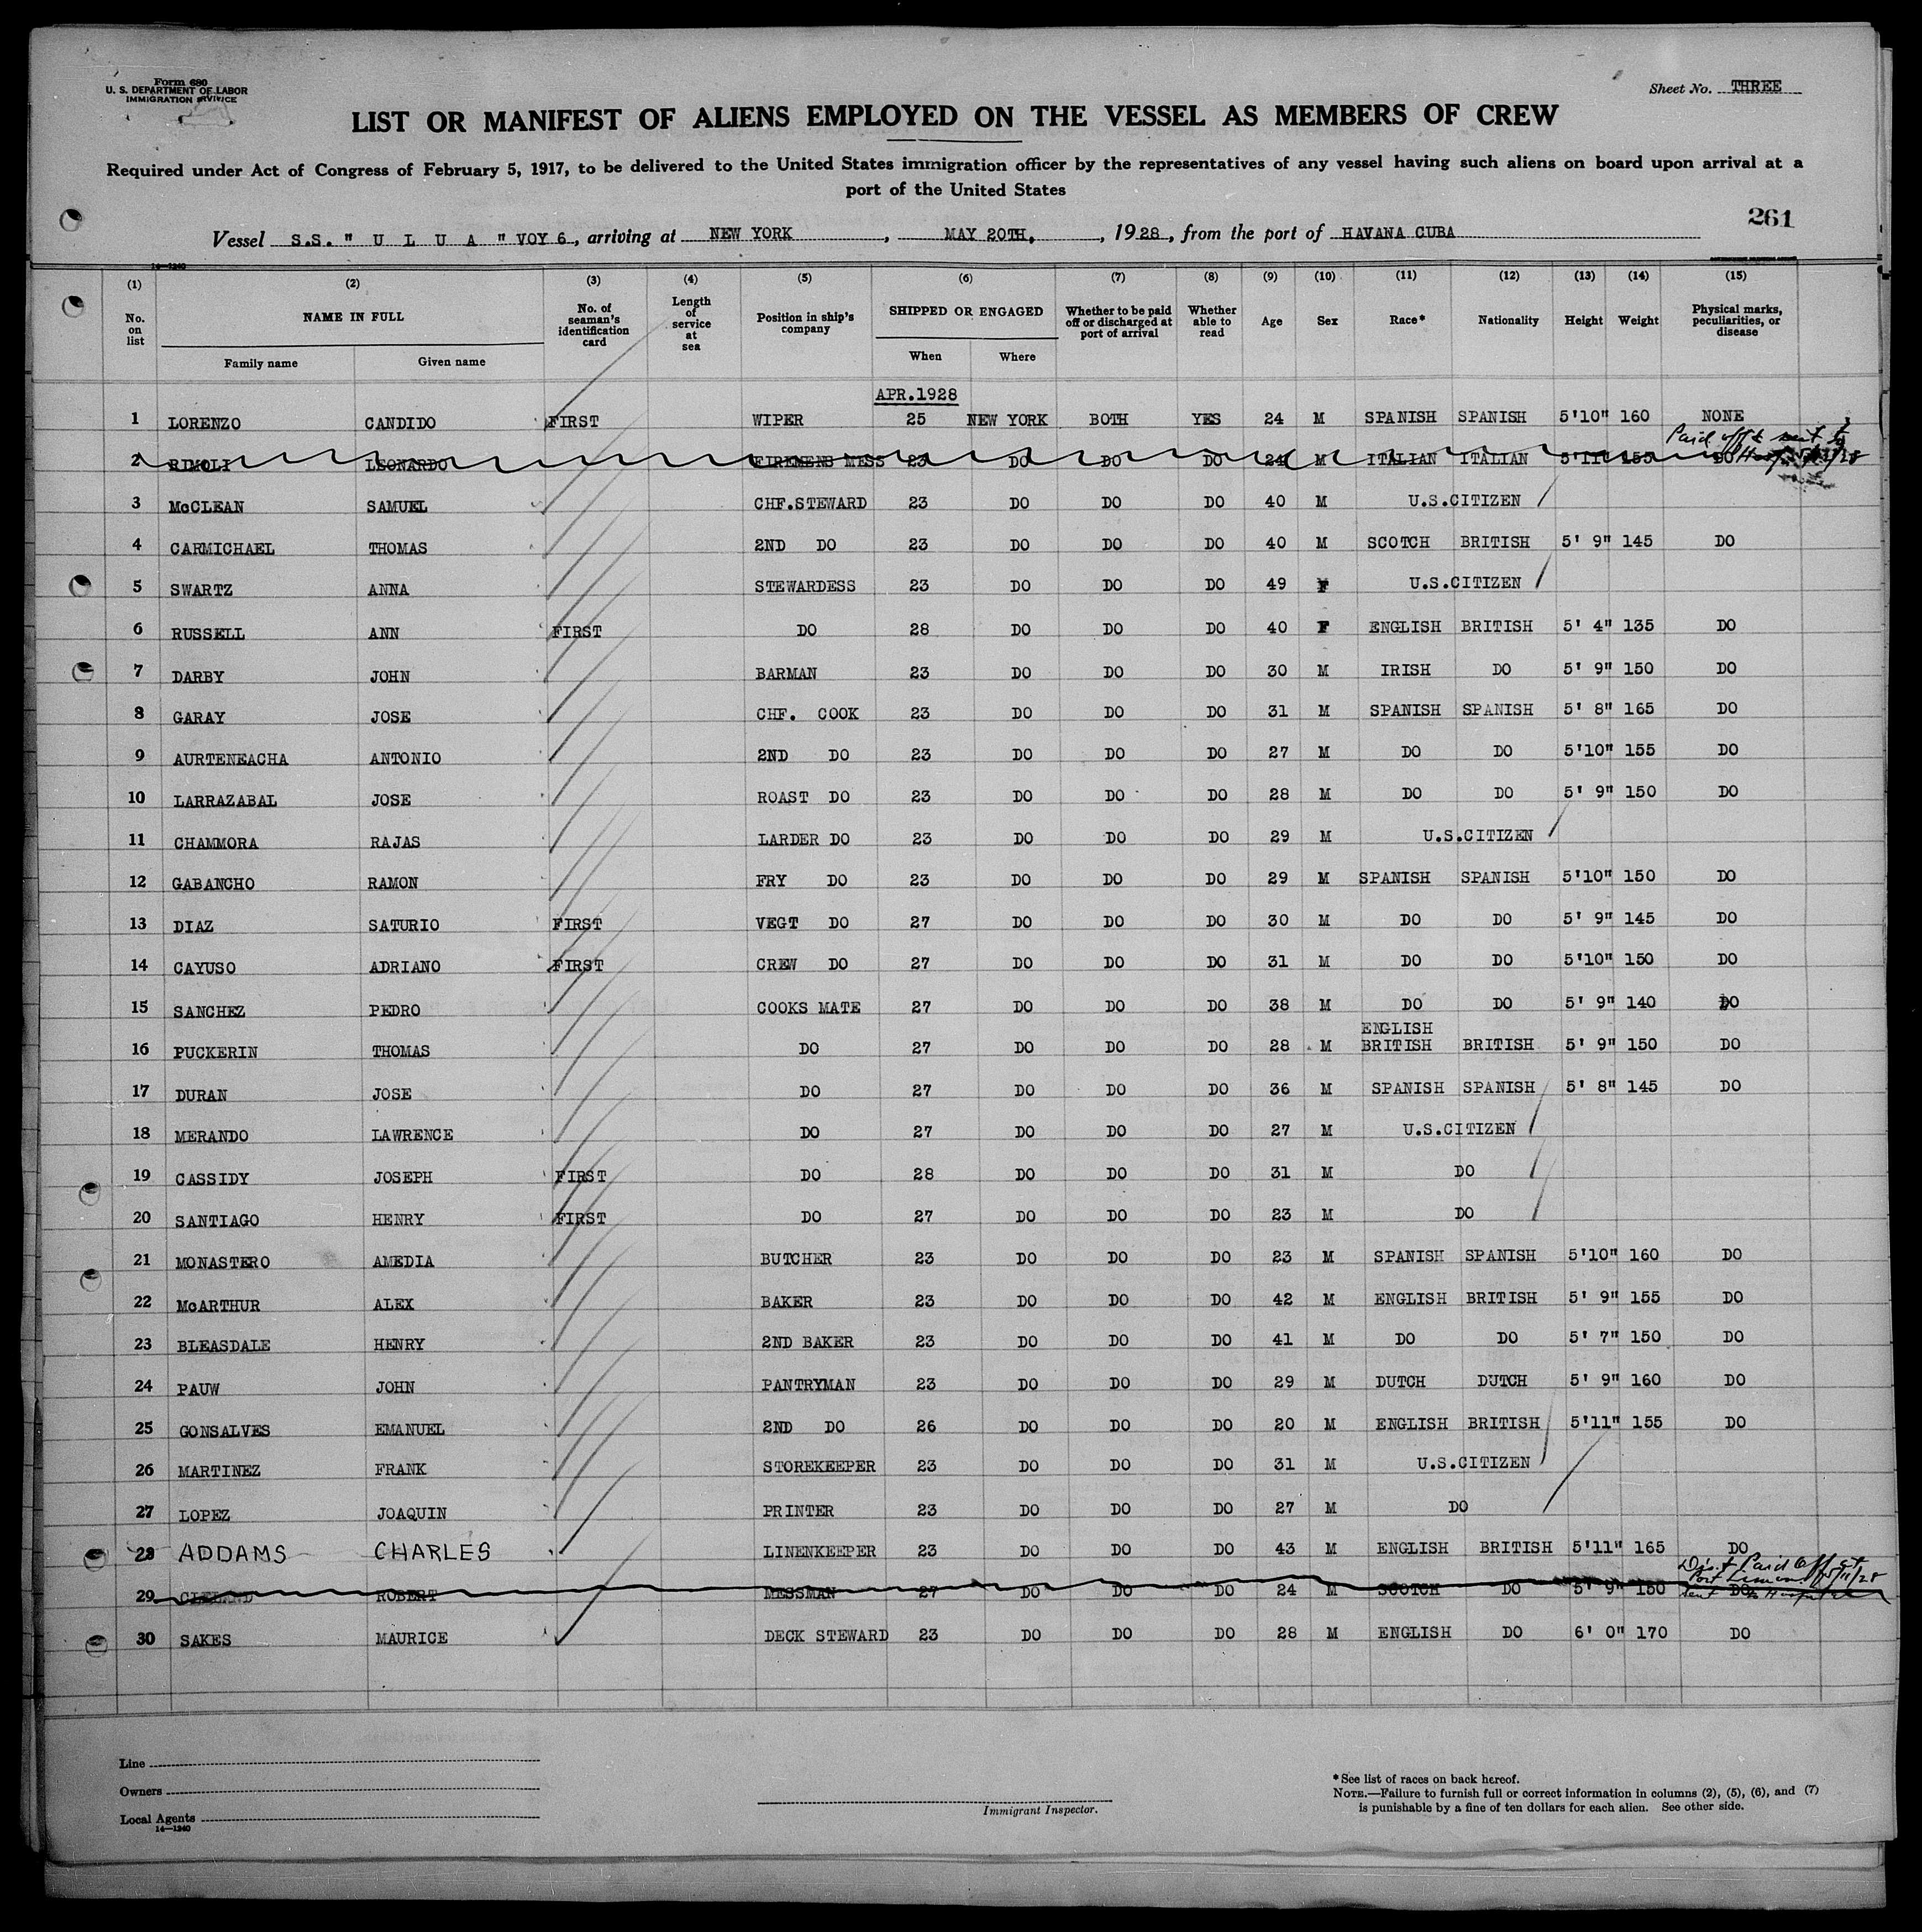 Form 680
U. S. DEPARTMENT OF LABOR
IMMIGRATION SERVICE
Sheet No. THREE
LIST OR MANIFEST OF ALIENS EMPLOYED ON THE VESSEL AS MEMBERS OF CREW
Required under Act of Congress of February 5, 1917, to be delivered to the United States immigration officer by the representatives of any vessel having such aliens on board upon arrival at a
port of the United States
261
Vessel S.S. " U L U A " VOY 6, arriving at NEW YORK, MAY 20TH, , 1928, from the port of HAVANA CUBA
14—1240
(1) (2) (3) (4) (5) (6) (7) (8) (9) (10) (11) (12) (13) (14) (15)
No. on list NAME IN FULL No. of seaman's identification card Length of service at sea Position in ship's company SHIPPED OR ENGAGED Whether to be paid off or discharged at port of arrival Whether able to read Age Sex Race* Nationality Height Weight Physical marks, peculiarities, or disease
Family name Given name When Where
APR.1928
1 LORENZO CANDIDO FIRST WIPER 25 NEW YORK BOTH YES 24 M SPANISH SPANISH 5'10" 160 NONE
Paid off & sent to
2 RIVOLI LEONARDO FIREMENS MESS 23 DO DO DO 24 M ITALIAN ITALIAN 5'11" 155 DO
3 McCLEAN SAMUEL CHF.STEWARD 23 DO DO DO 40 M U.S.CITIZEN
4 CARMICHAEL THOMAS 2ND DO 23 DO DO DO 40 M SCOTCH BRITISH 5' 9" 145 DO
5 SWARTZ ANNA STEWARDESS 23 DO DO DO 49 F U.S.CITIZEN
6 RUSSELL ANN FIRST DO 28 DO DO DO 40 F ENGLISH BRITISH 5' 4" 135 DO
7 DARBY JOHN BARMAN 23 DO DO DO 30 M IRISH DO 5' 9" 150 DO
8 GARAY JOSE CHF. COOK 23 DO DO DO 31 M SPANISH SPANISH 5' 8" 165 DO
9 AURTENEACHA ANTONIO 2ND DO 23 DO DO DO 27 M DO DO 5'10" 155 DO
10 LARRAZABAL JOSE ROAST DO 23 DO DO DO 28 M DO DO 5' 9" 150 DO
11 CHAMMORA RAJAS LARDER DO 23 DO DO DO 29 M U.S.CITIZEN
12 GABANCHO RAMON FRY DO 23 DO DO DO 29 M SPANISH SPANISH 5'10" 150 DO
13 DIAZ SATURIO FIRST VEGT DO 27 DO DO DO 30 M DO DO 5' 9" 145 DO
14 CAYUSO ADRIANO FIRST CREW DO 27 DO DO DO 31 M DO DO 5'10" 150 DO
15 SANCHEZ PEDRO COOKS MATE 27 DO DO DO 38 M DO DO 5' 9" 140 DO
ENGLISH
16 PUCKERIN THOMAS DO 27 DO DO DO 28 M BRITISH BRITISH 5' 9" 150 DO
17 DURAN JOSE DO 27 DO DO DO 36 M SPANISH SPANISH 5' 8" 145 DO
18 MERANDO LAWRENCE DO 27 DO DO DO 27 M U.S.CITIZEN
19 CASSIDY JOSEPH FIRST DO 28 DO DO DO 31 M DO
20 SANTIAGO HENRY FIRST DO 27 DO DO DO 23 M DO
21 MONASTERO AMEDIA BUTCHER 23 DO DO DO 23 M SPANISH SPANISH 5'10" 160 DO
22 McARTHUR ALEX BAKER 23 DO DO DO 42 M ENGLISH BRITISH 5' 9" 155 DO
23 BLEASDALE HENRY 2ND BAKER 23 DO DO DO 41 M DO DO 5' 7" 150 DO
24 PAUW JOHN PANTRYMAN 23 DO DO DO 29 M DUTCH DUTCH 5' 9" 160 DO
25 GONSALVES EMANUEL 2ND DO 26 DO DO DO 20 M ENGLISH BRITISH 5'11" 155 DO
26 MARTINEZ FRANK STOREKEEPER 23 DO DO DO 31 M U.S.CITIZEN
27 LOPEZ JOAQUIN PRINTER 23 DO DO DO 27 M DO
28 ADDAMS CHARLES LINENKEEPER 23 DO DO DO 43 M ENGLISH BRITISH 5'11" 165 DO
Paid Off at
Port Limon 5/11/28
29 CLELAND ROBERT MESSMAN 27 DO DO DO 24 M SCOTCH DO 5' 9" 150 DO
sent to Hospital
30 SAKES MAURICE DECK STEWARD 23 DO DO DO 28 M ENGLISH DO 6' 0" 170 DO
Line
Owners
Local Agents
14—1240
Immigrant Inspector.
*See list of races on back hereof.
NOTE.—Failure to furnish full or correct information in columns (2), (5), (6), and (7)
is punishable by a fine of ten dollars for each alien. See other side.